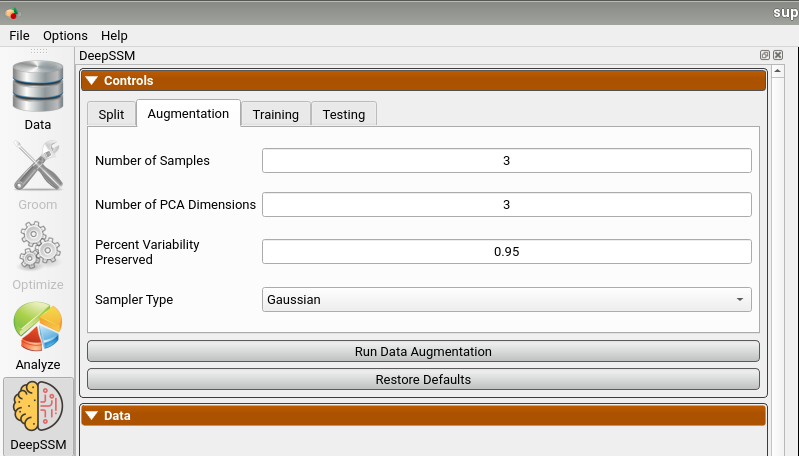 sup
File Options Help
DeepSSM
Data
Groom
Optimize
Analyze
DeepSSM
Controls
Split Augmentation Training Testing
Number of Samples 3
Number of PCA Dimensions 3
Percent Variability
Preserved 0.95
Sampler Type Gaussian
Run Data Augmentation
Restore Defaults
Data